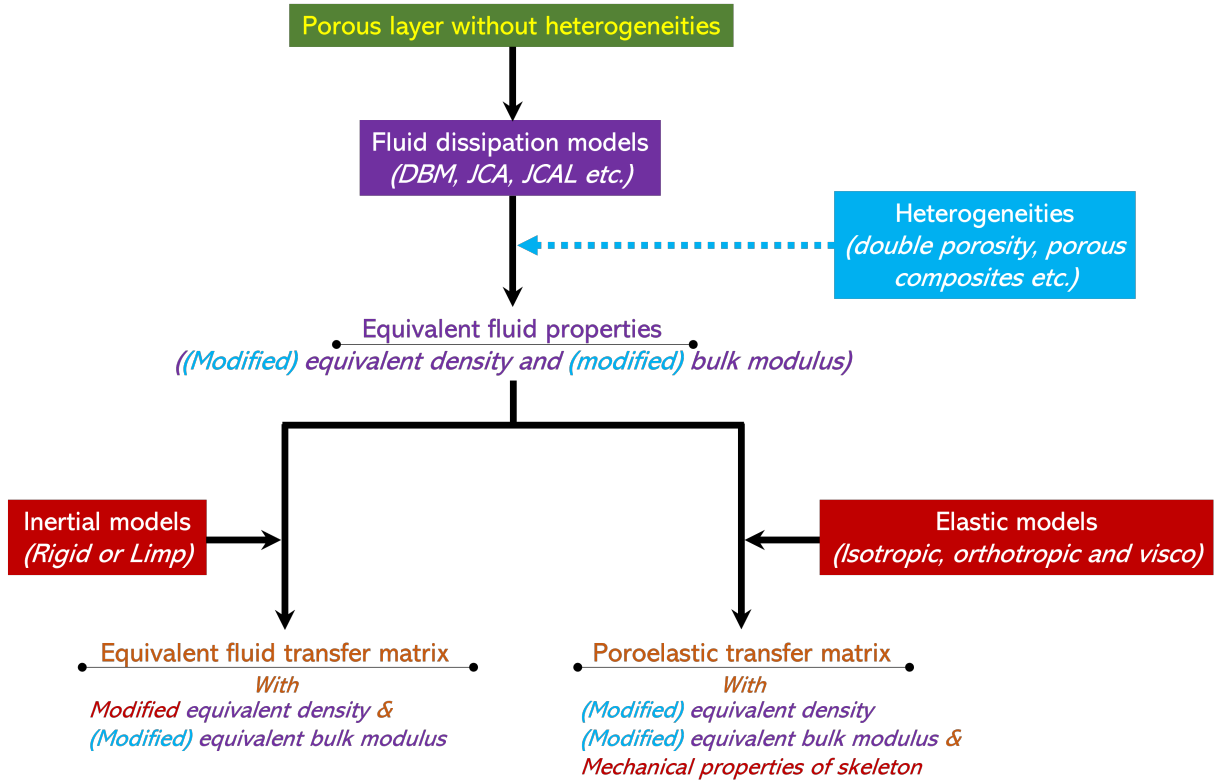 Porous layer without heterogeneities
Fluid dissipation models
(DBM, JCA, JCAL etc.)
Heterogeneities
(double porosity, porous
composites etc.)
Equivalent fluid properties
((Modified) equivalent density and (modified) bulk modulus)
Inertial models
(Rigid or Limp)
Elastic models
(Isotropic, orthotropic and visco)
Equivalent fluid transfer matrix
With
Modified equivalent density &
(Modified) equivalent bulk modulus
Poroelastic transfer matrix
With
(Modified) equivalent density
(Modified) equivalent bulk modulus &
Mechanical properties of skeleton